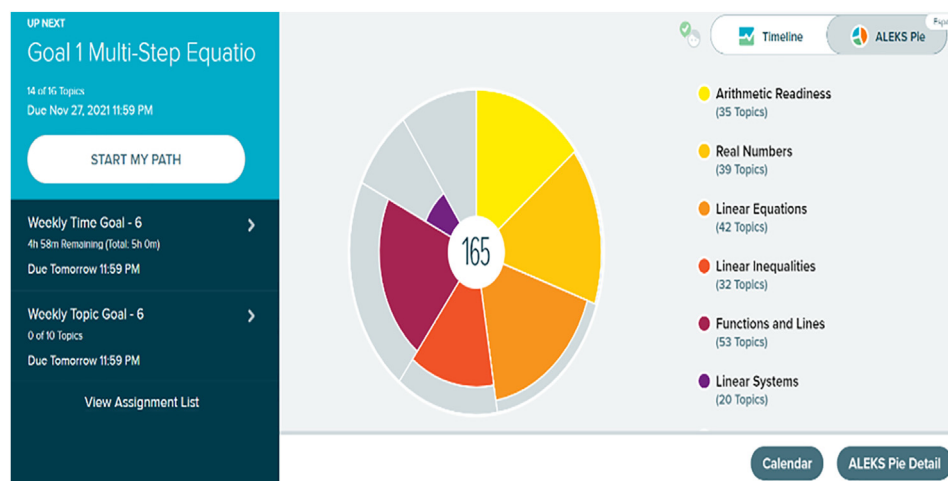 UP NEXT
Goal 1 Multi-Step Equatio
14 of 16 Topics
Due Nov 27, 2021 11:59 PM
START MY PATH
Weekly Time Goal - 6
4h 58m Remaining (Total: 5h 0m)
Due Tomorrow 11:59 PM
Weekly Topic Goal - 6
0 of 10 Topics
Due Tomorrow 11:59 PM
View Assignment List
165
Timeline
ALEKS Pie
Arithmetic Readiness
(35 Topics)
Real Numbers
(39 Topics)
Linear Equations
(42 Topics)
Linear Inequalities
(32 Topics)
Functions and Lines
(53 Topics)
Linear Systems
(20 Topics)
Calendar
ALEKS Pie Detail